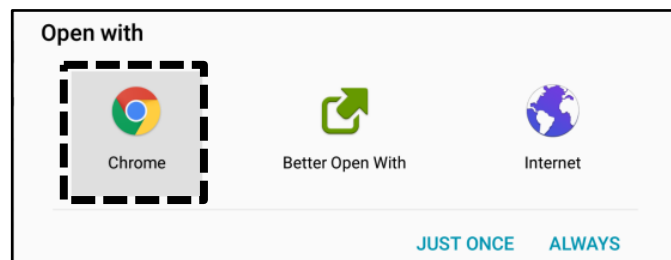 Open with
Chrome
Better Open With
Internet
JUST ONCE
ALWAYS